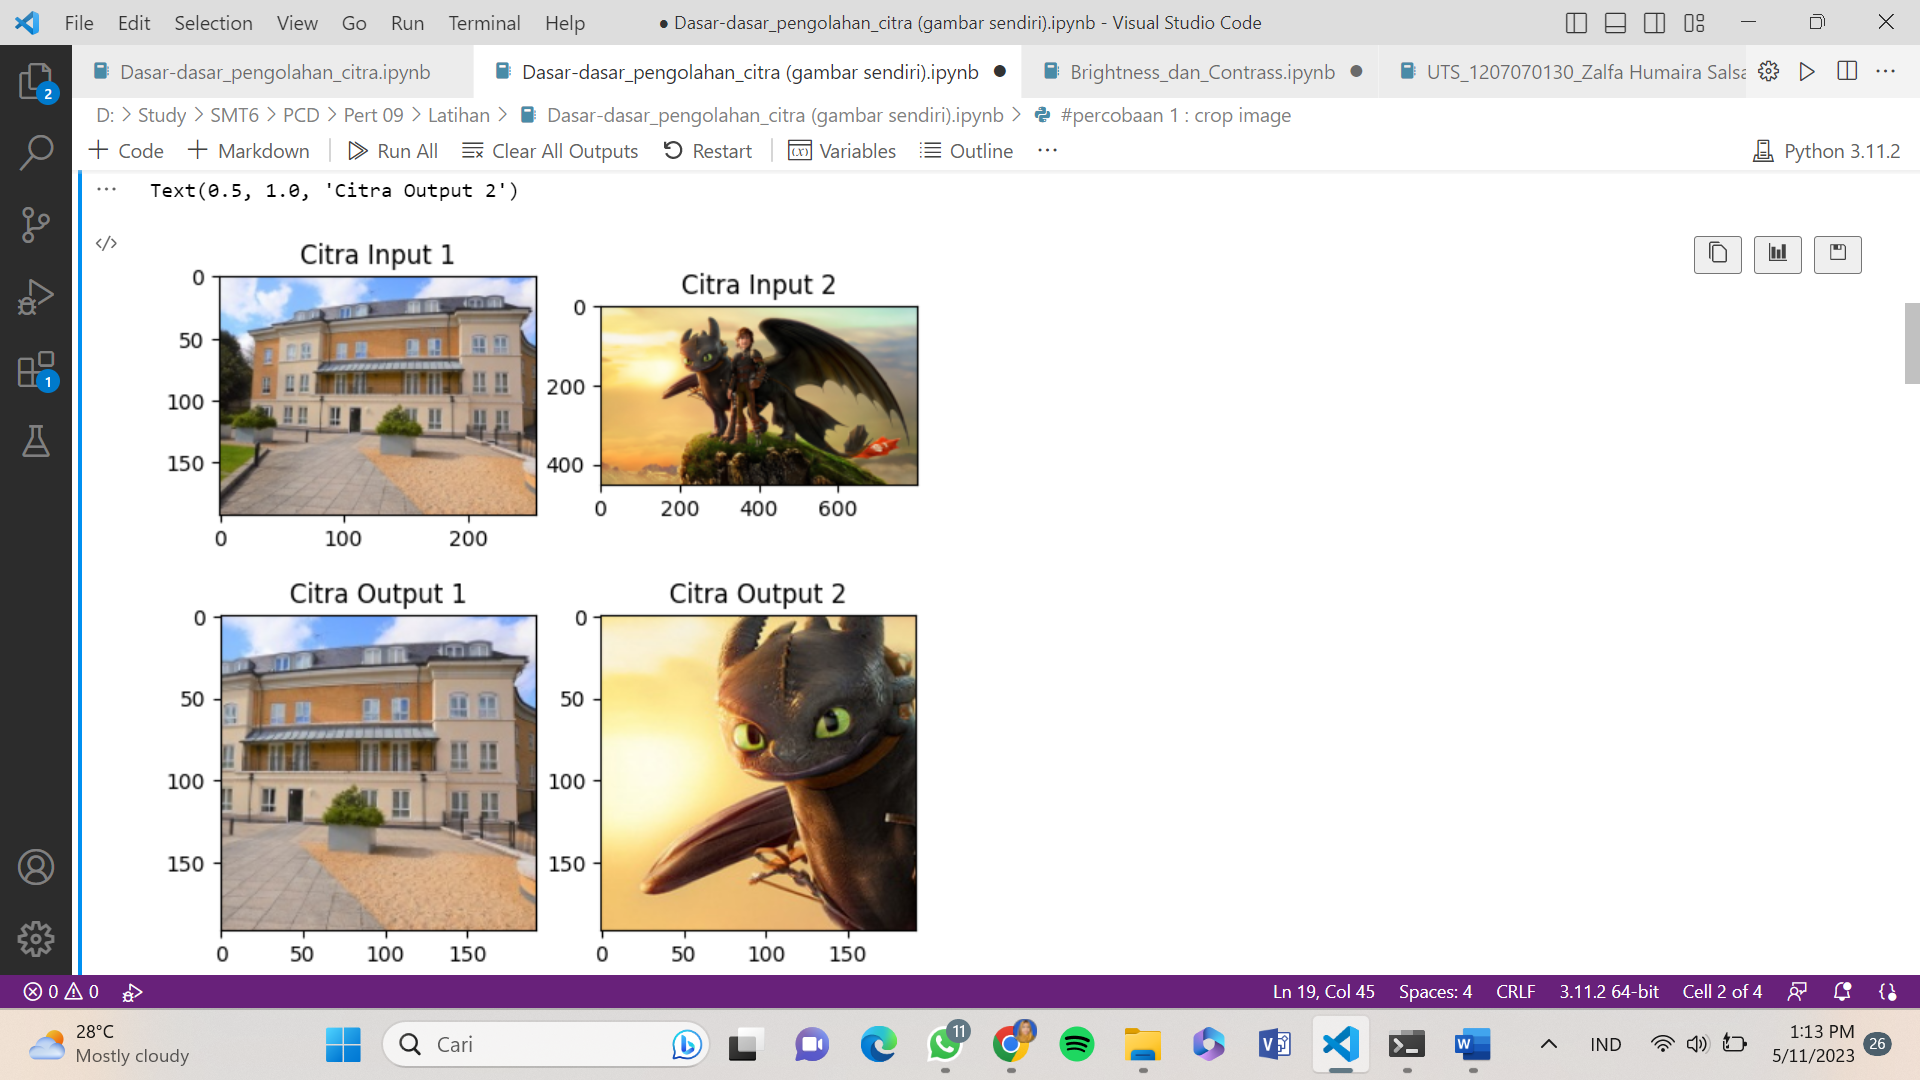 File Edit Selection View Go Run Terminal Help
● Dasar-dasar_pengolahan_citra (gambar sendiri).ipynb - Visual Studio Code
Dasar-dasar_pengolahan_citra.ipynb
Dasar-dasar_pengolahan_citra (gambar sendiri).ipynb ●
Brightness_dan_Contrass.ipynb ●
UTS_1207070130_Zalfa Humaira Salsa
2
D: > Study > SMT6 > PCD > Pert 09 > Latihan > Dasar-dasar_pengolahan_citra (gambar sendiri).ipynb > #percobaan 1 : crop image
+ Code + Markdown Run All Clear All Outputs Restart Variables Outline ···
Python 3.11.2
··· Text(0.5, 1.0, 'Citra Output 2')
</>
1
Citra Input 1
0
50
100
150
0 100 200
Citra Input 2
0
200
400
0 200 400 600
Citra Output 1
0
50
100
150
0 50 100 150
Citra Output 2
0
50
100
150
0 50 100 150
0 0
Ln 19, Col 45 Spaces: 4 CRLF 3.11.2 64-bit Cell 2 of 4
28°C
Mostly cloudy
Cari
11
IND
1:13 PM
5/11/2023
26